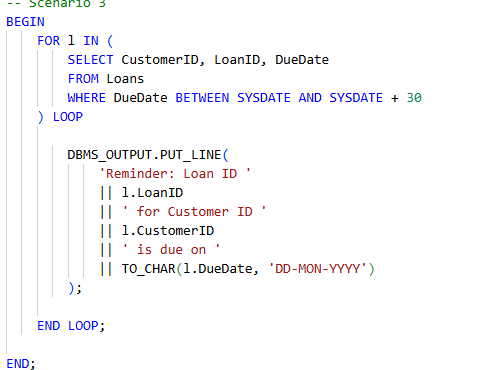 -- Scenario 3
BEGIN
    FOR l IN (
        SELECT CustomerID, LoanID, DueDate
        FROM Loans
        WHERE DueDate BETWEEN SYSDATE AND SYSDATE + 30
    ) LOOP
        DBMS_OUTPUT.PUT_LINE(
            'Reminder: Loan ID '
            || l.LoanID
            || ' for Customer ID '
            || l.CustomerID
            || ' is due on '
            || TO_CHAR(l.DueDate, 'DD-MON-YYYY')
        );
    END LOOP;
END;